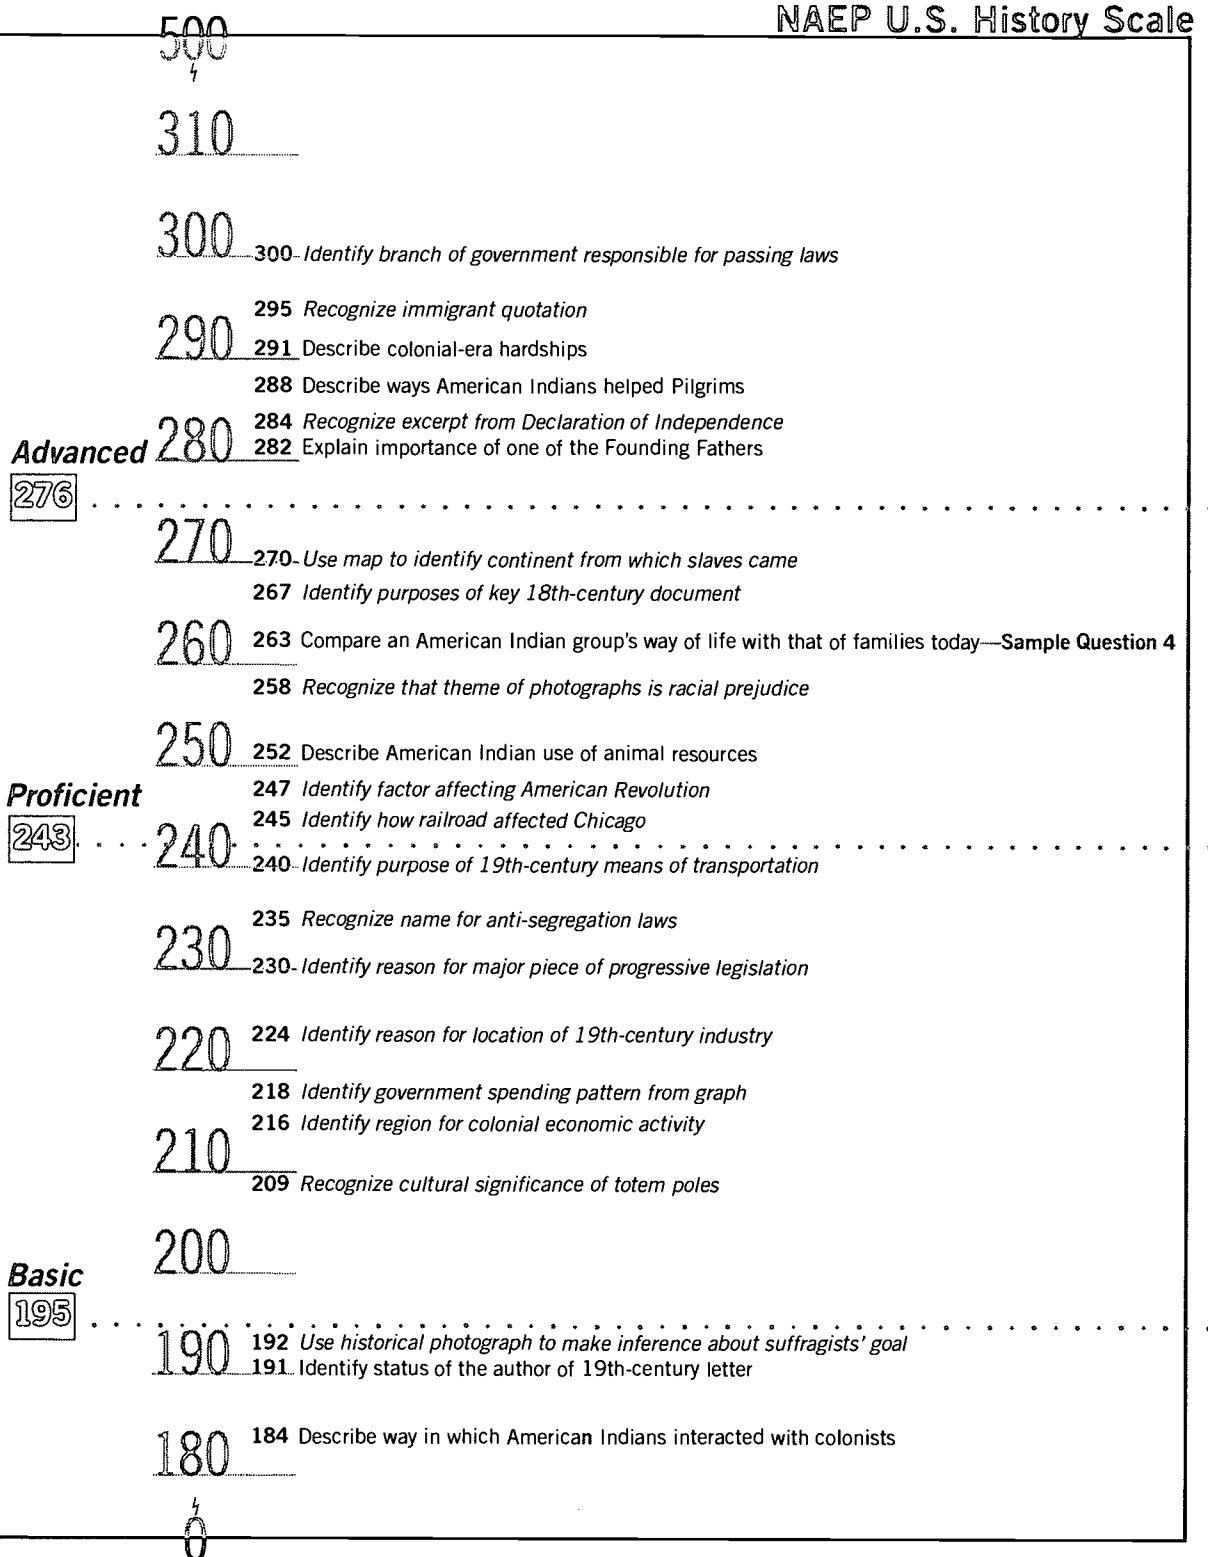 NAEP U.S. History Scale
500
310
300
300 Identify branch of government responsible for passing laws
295 Recognize immigrant quotation
290
291 Describe colonial-era hardships
288 Describe ways American Indians helped Pilgrims
284 Recognize excerpt from Declaration of Independence
Advanced 280
282 Explain importance of one of the Founding Fathers
276
270
270 Use map to identify continent from which slaves came
267 Identify purposes of key 18th-century document
260
263 Compare an American Indian group's way of life with that of families today—Sample Question 4
258 Recognize that theme of photographs is racial prejudice
250
252 Describe American Indian use of animal resources
247 Identify factor affecting American Revolution
Proficient
245 Identify how railroad affected Chicago
243
240
240 Identify purpose of 19th-century means of transportation
235 Recognize name for anti-segregation laws
230
230 Identify reason for major piece of progressive legislation
220
224 Identify reason for location of 19th-century industry
218 Identify government spending pattern from graph
216 Identify region for colonial economic activity
210
209 Recognize cultural significance of totem poles
200
Basic
195
190
192 Use historical photograph to make inference about suffragists' goal
191 Identify status of the author of 19th-century letter
180
184 Describe way in which American Indians interacted with colonists
0